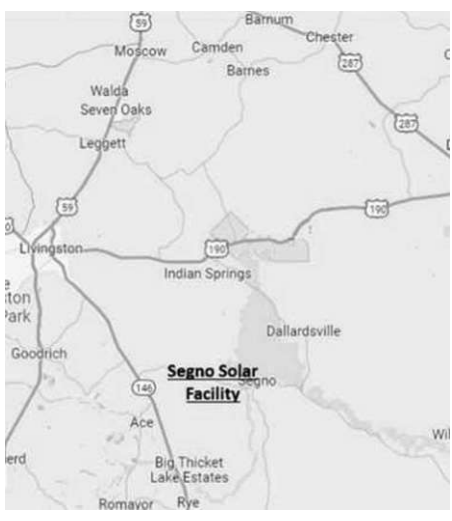 59
Barnum
Moscow
Camden
Chester
287
Barnes
Walda
Seven Oaks
287
Leggett
59
190
Livingston
190
Indian Springs
ston
Park
Dallardsville
Goodrich
Segno Solar
Segno
Facility
146
Ace
Wil
erd
Big Thicket
Lake Estates
Romayor
Rye